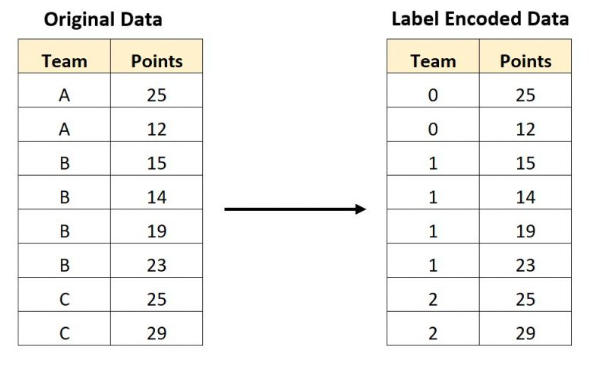 Original Data Label Encoded Data
Team Points Team Points
A 25 0 25
A 12 0 12
B 15 1 15
B 14 1 14
B 19 1 19
B 23 1 23
C 25 2 25
C 29 2 29